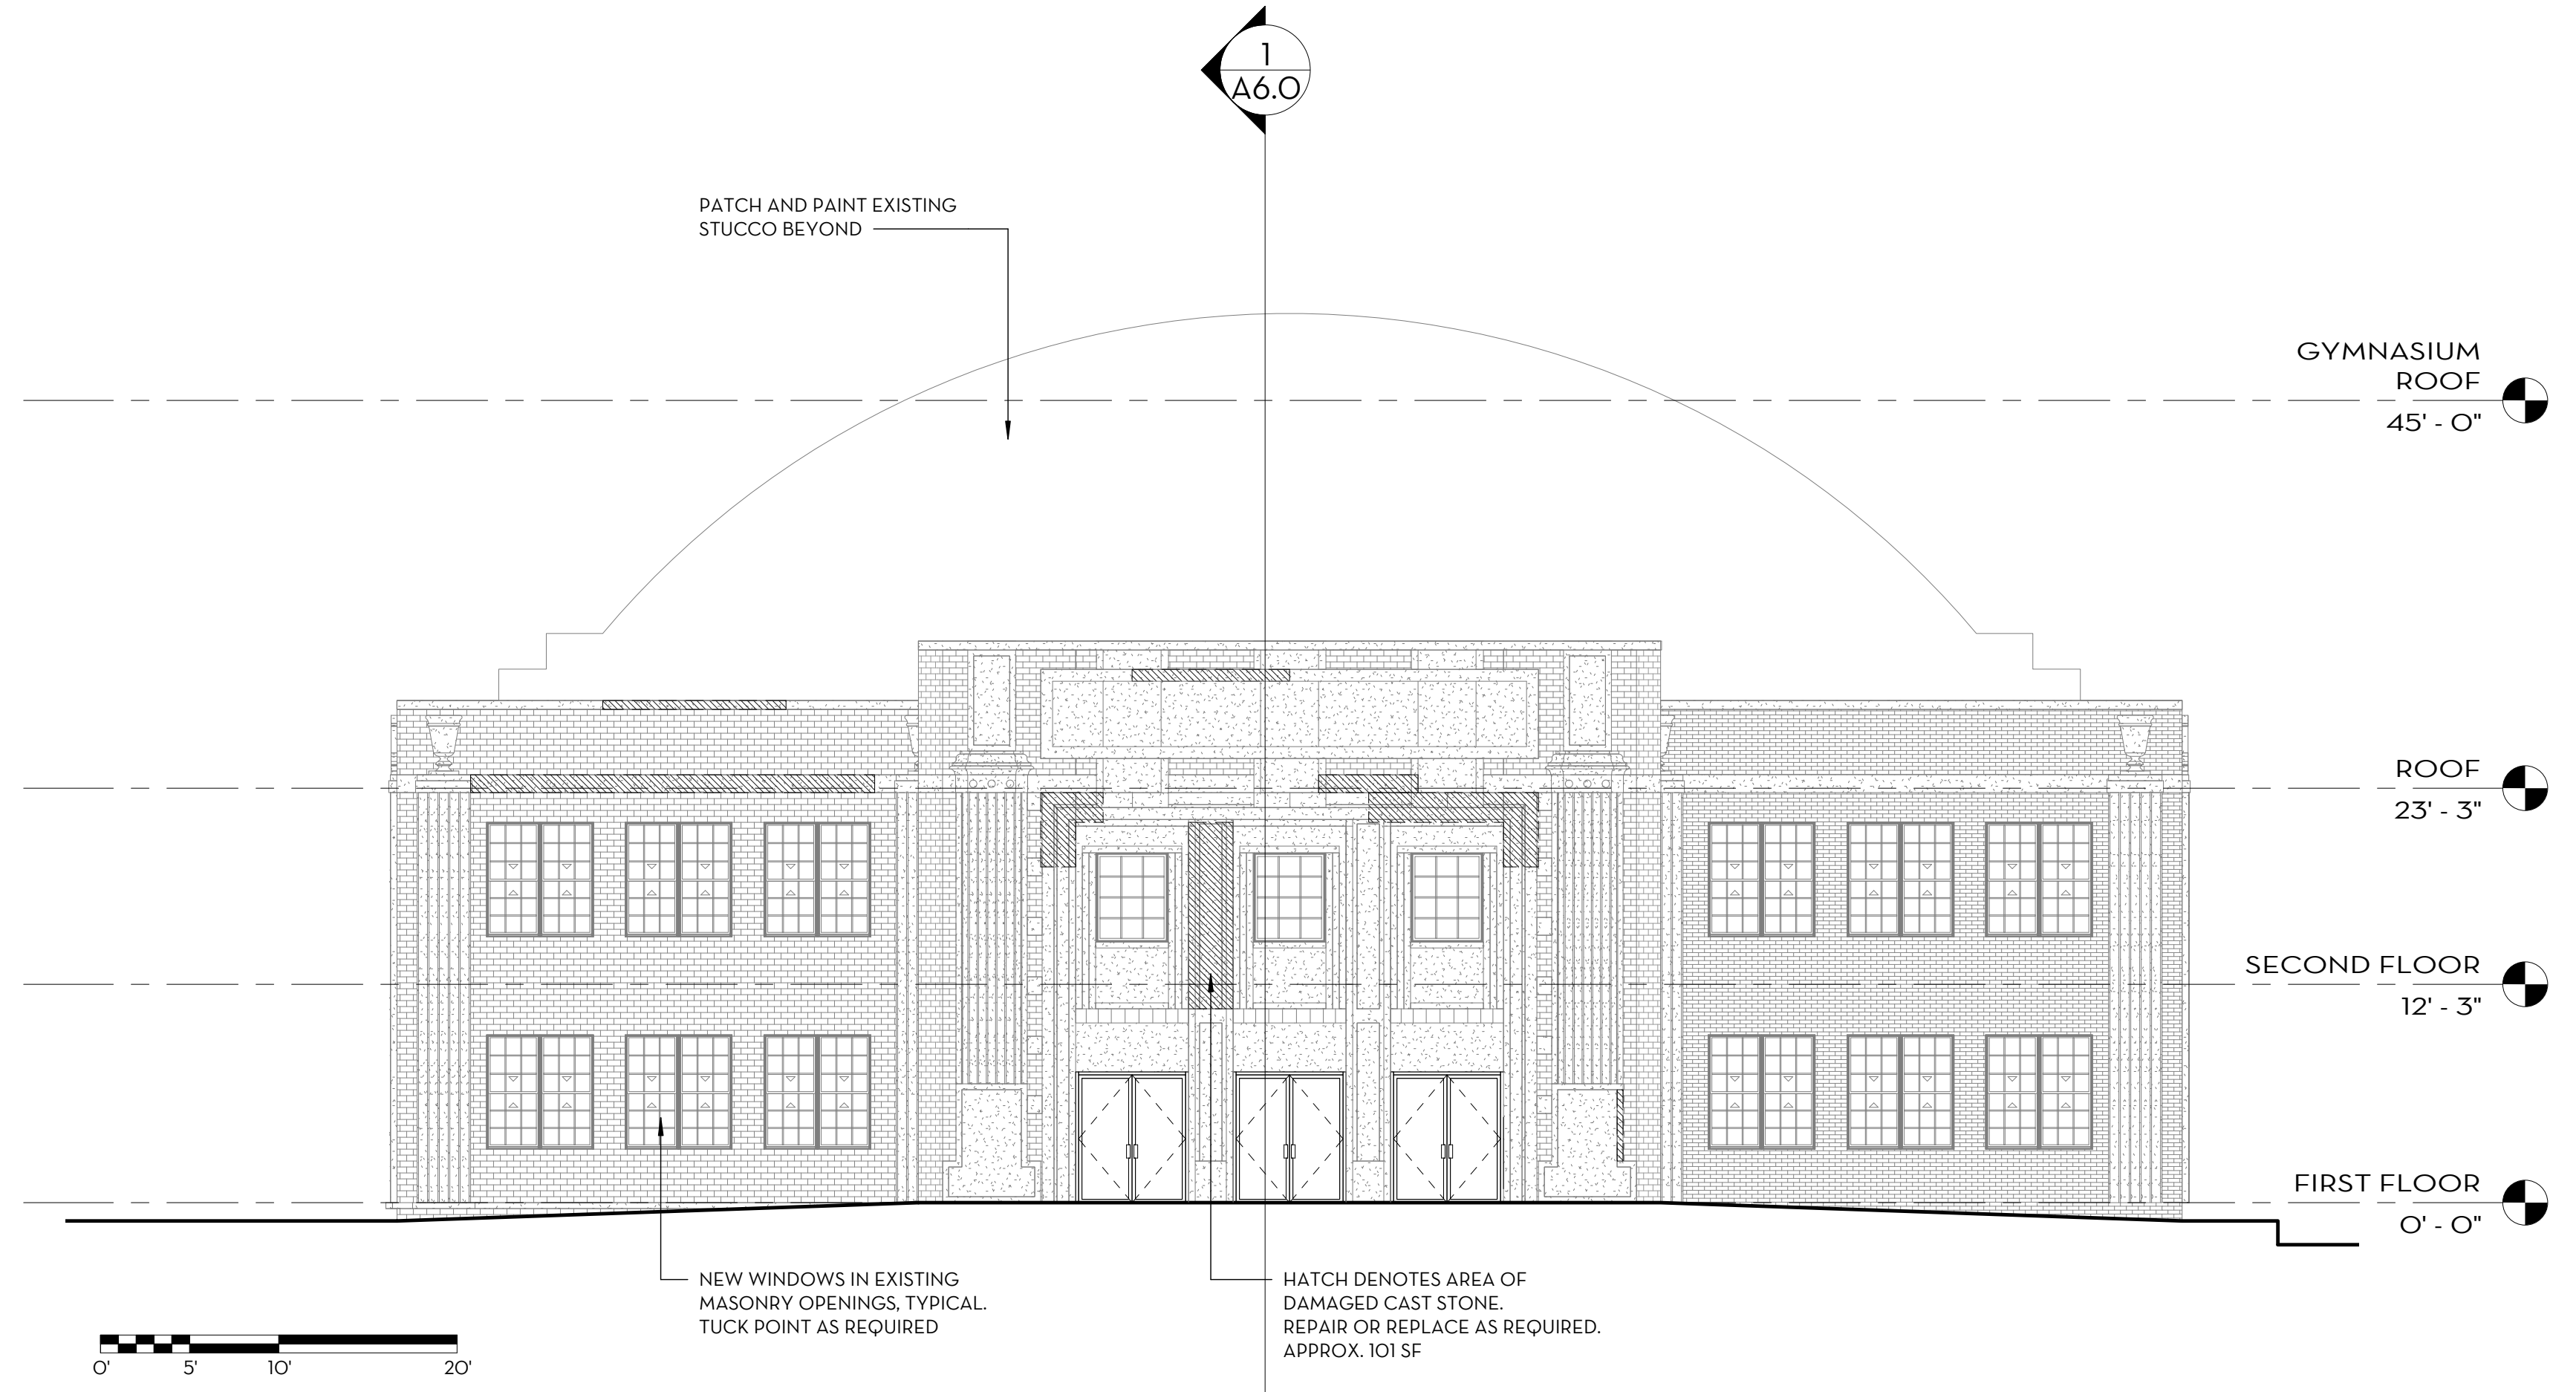 1
A6.0
PATCH AND PAINT EXISTING
STUCCO BEYOND
GYMNASIUM
ROOF
45' - 0"
ROOF
23' - 3"
SECOND FLOOR
12' - 3"
FIRST FLOOR
0' - 0"
NEW WINDOWS IN EXISTING
MASONRY OPENINGS, TYPICAL.
TUCK POINT AS REQUIRED
HATCH DENOTES AREA OF
DAMAGED CAST STONE.
REPAIR OR REPLACE AS REQUIRED.
APPROX. 101 SF
0' 5' 10' 20'